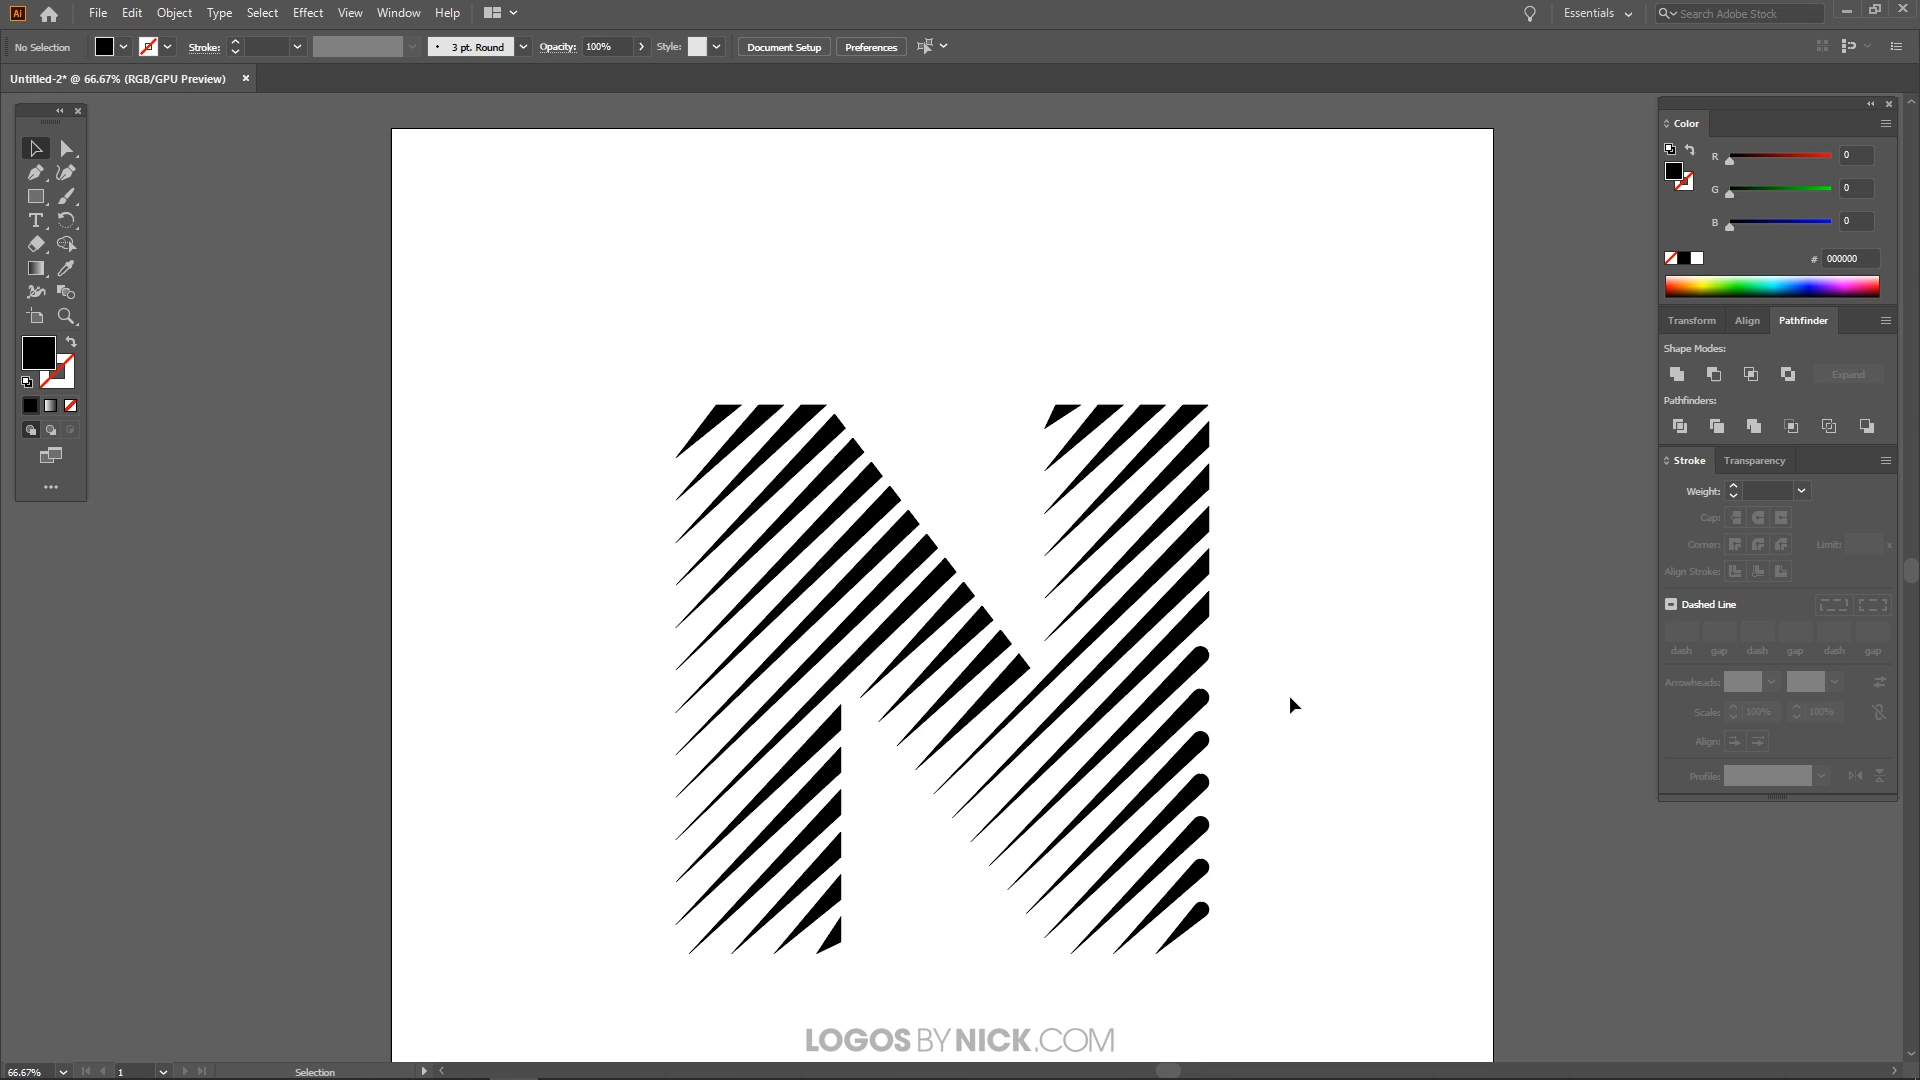 Ai File Edit Object Type Select Effect View Window Help Essentials Search Adobe Stock
No Selection Stroke: 3 pt. Round Opacity: 100% Style: Document Setup Preferences
Untitled-2* @ 66.67% (RGB/GPU Preview)
Color
R 0
G 0
B 0
# 000000
Transform Align Pathfinder
Shape Modes:
Expand
Pathfinders:
Stroke Transparency
Weight:
Cap:
Corner: Limit: x
Align Stroke:
Dashed Line
dash gap dash gap dash gap
Arrowheads:
Scale: 100% 100%
Align:
Profile:
T
N
LOGOS BY NICK.COM
66.67% 1 Selection